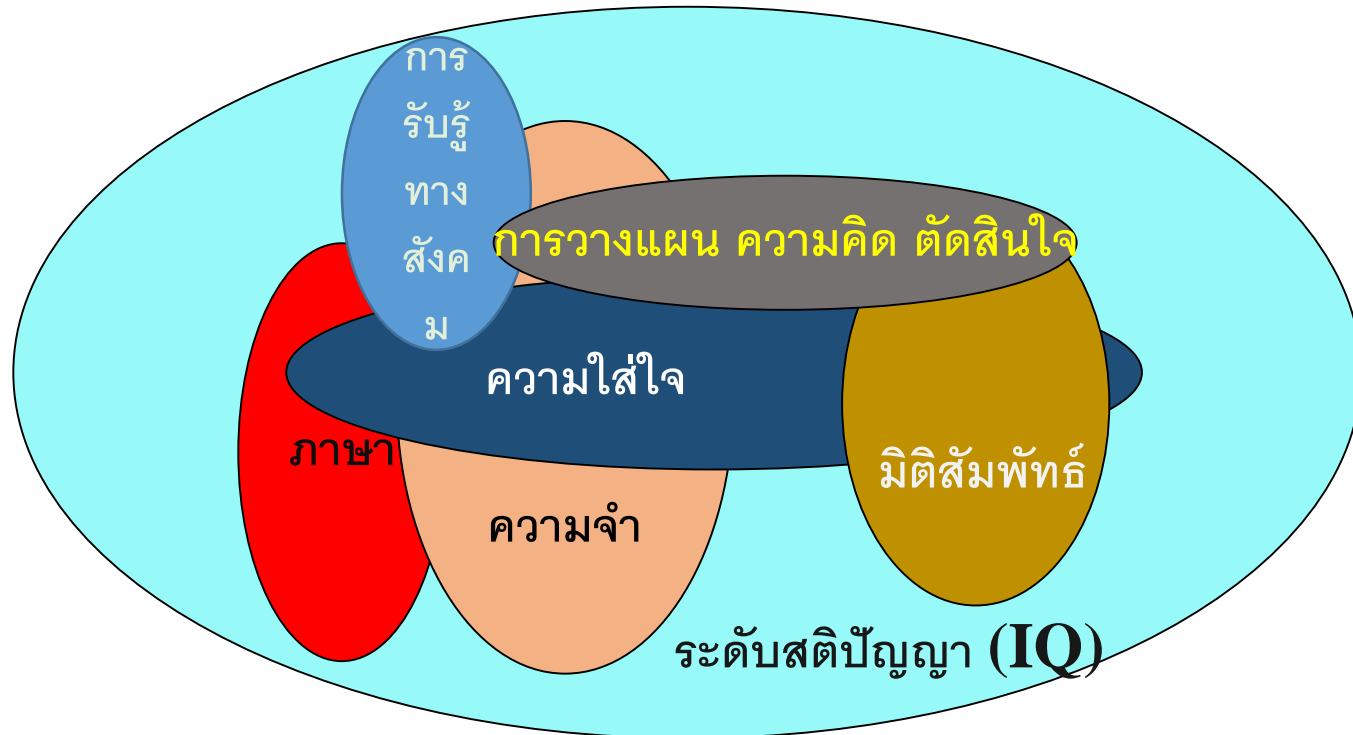 การ
รับรู้
ทาง
สังค
ม
การวางแผน ความคิด ตัดสินใจ
ความใส่ใจ
ภาษา
มิติสัมพัทธ์
ความจำ
ระดับสติปัญญา (IQ)